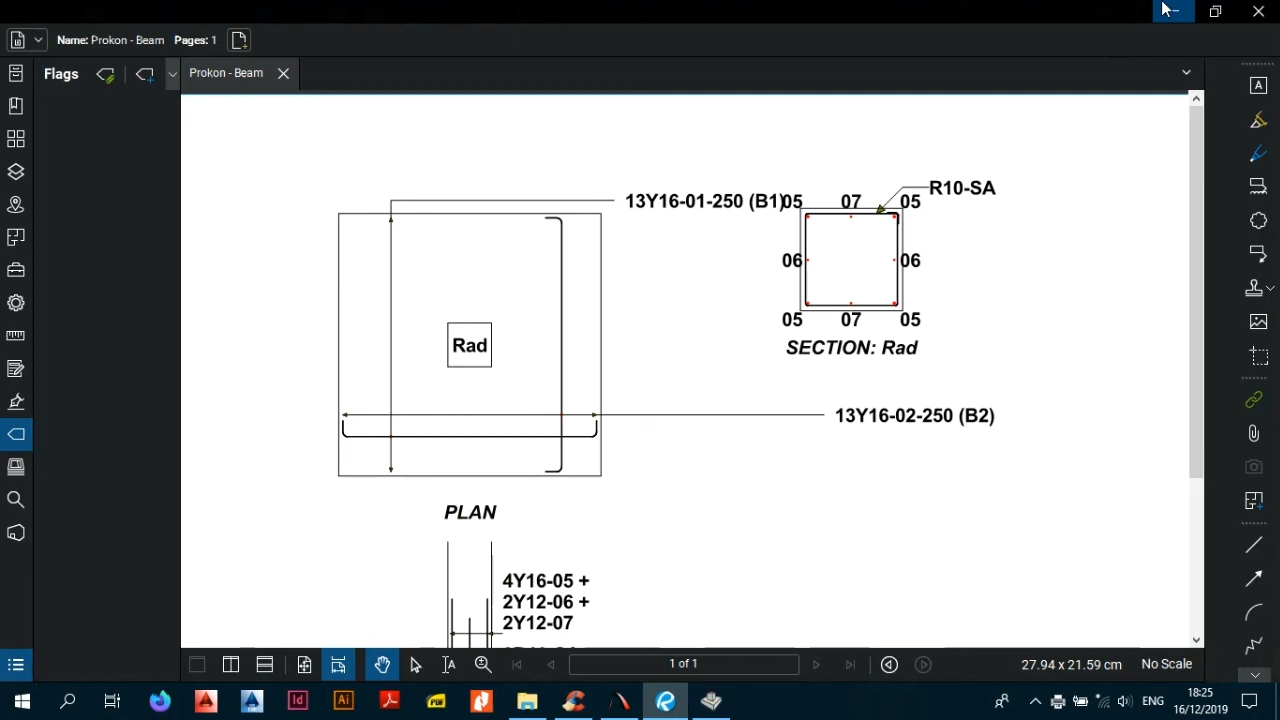 Name: Prokon - Beam Pages: 1
Flags
Prokon - Beam
R10-SA
13Y16-01-250 (B1)
05 07 05
06 06
Rad
05 07 05
SECTION: Rad
13Y16-02-250 (B2)
PLAN
4Y16-05 +
2Y12-06 +
2Y12-07
1 of 1
27.94 x 21.59 cm No Scale
ENG
18:25
16/12/2019